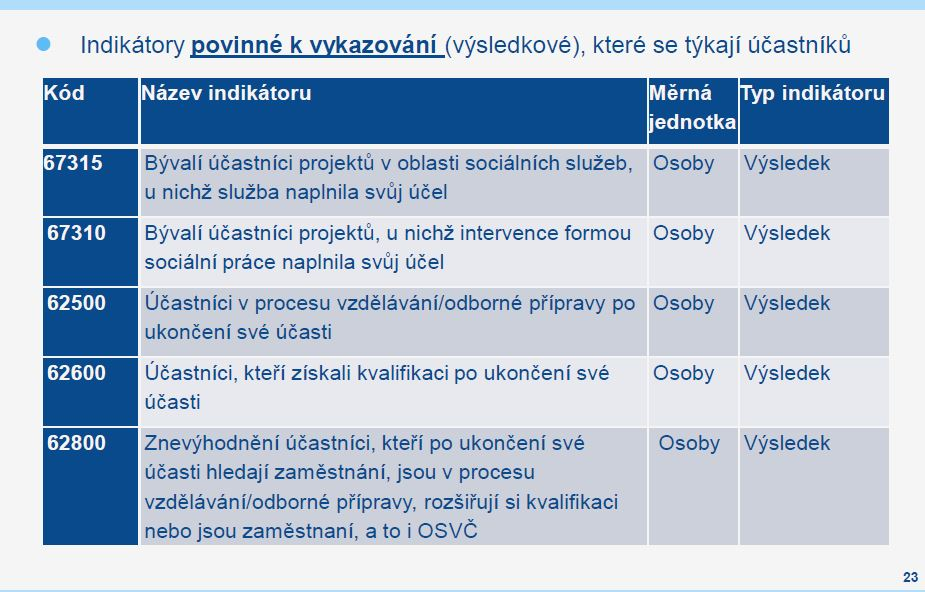 Indikátory povinné k vykazování (výsledkové), které se týkají účastníků
Kód Název indikátoru Měrná jednotka Typ indikátoru
67315 Bývalí účastníci projektů v oblasti sociálních služeb, Osoby Výsledek
u nichž služba naplnila svůj účel
67310 Bývalí účastníci projektů, u nichž intervence formou Osoby Výsledek
sociální práce naplnila svůj účel
62500 Účastníci v procesu vzdělávání/odborné přípravy po Osoby Výsledek
ukončení své účasti
62600 Účastníci, kteří získali kvalifikaci po ukončení své Osoby Výsledek
účasti
62800 Znevýhodnění účastníci, kteří po ukončení své Osoby Výsledek
účasti hledají zaměstnání, jsou v procesu
vzdělávání/odborné přípravy, rozšiřují si kvalifikaci
nebo jsou zaměstnaní, a to i OSVČ
23